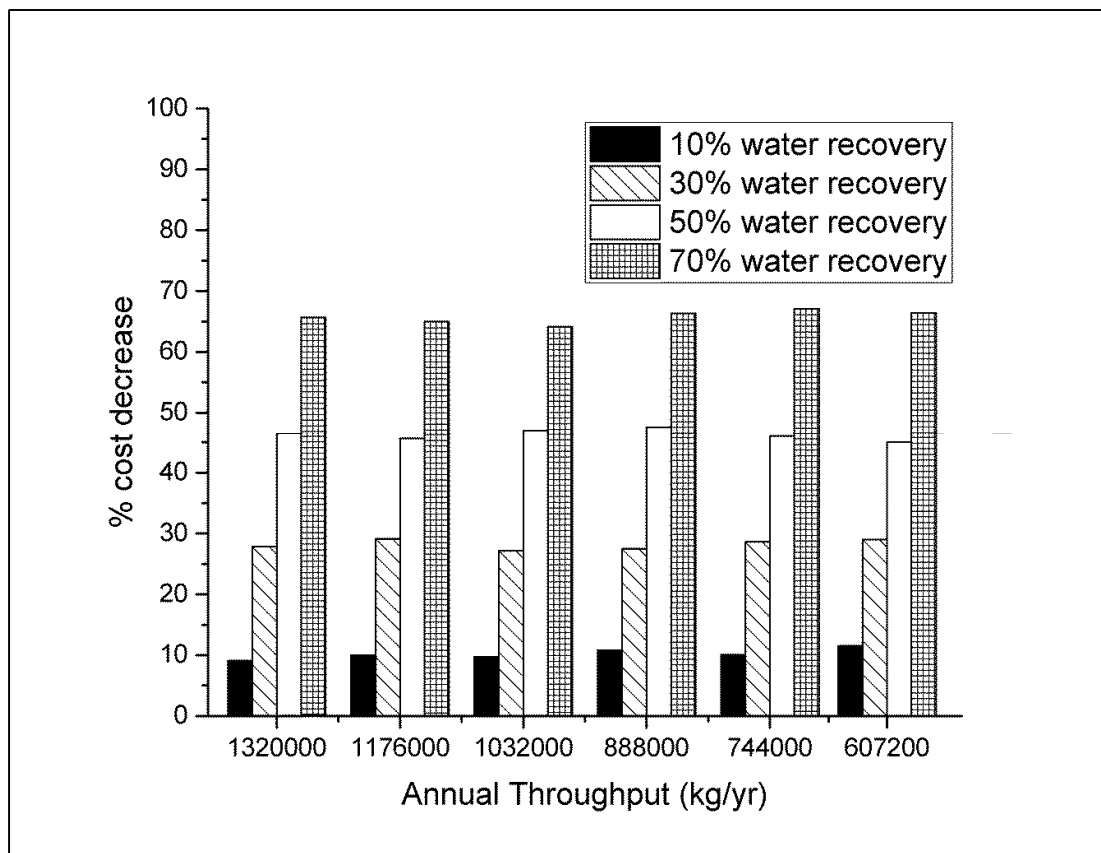 100
90
80
70
60
50
40
30
20
10
0
% cost decrease
10% water recovery
30% water recovery
50% water recovery
70% water recovery
1320000 1176000 1032000 888000 744000 607200
Annual Throughput (kg/yr)